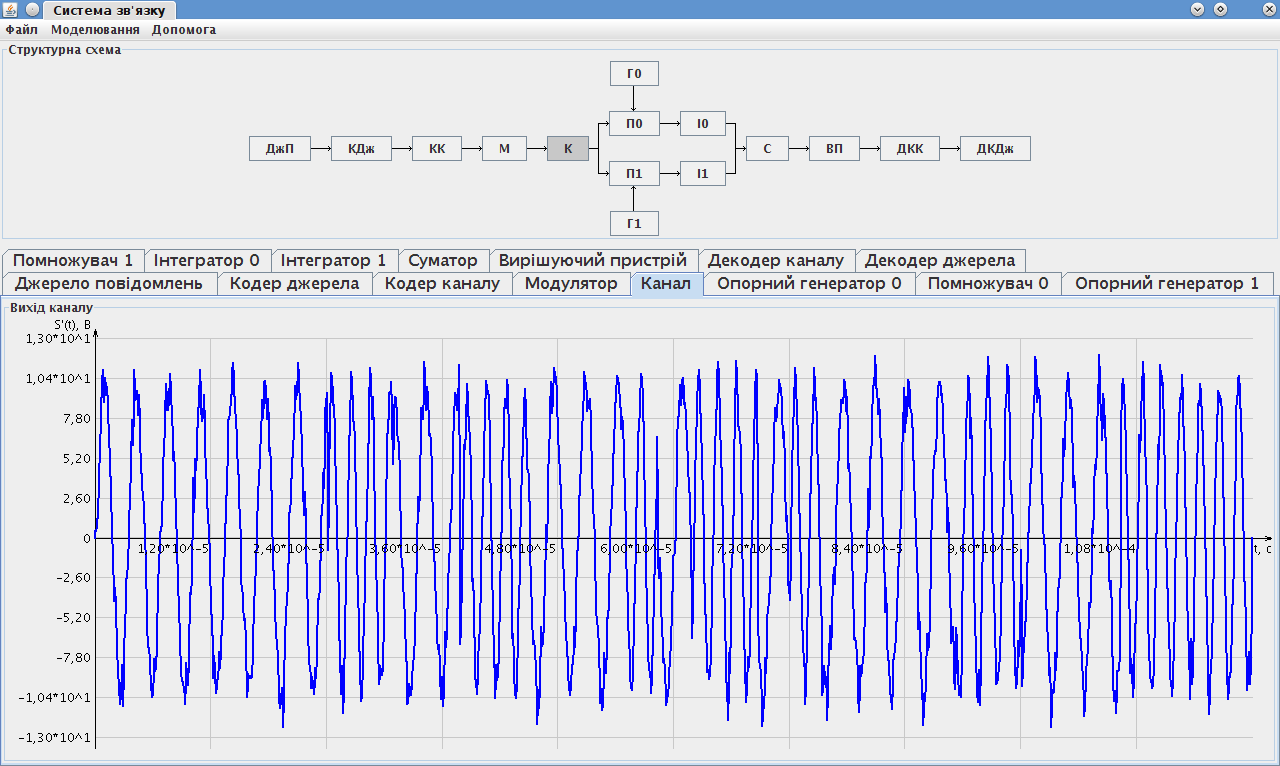 Система зв'язку
Файл Моделювання Допомога
Структурна схема
Г0
П0 І0
ДжП КДж КК М К С ВП ДКК ДКДж
П1 І1
Г1
Помножувач 1 Інтегратор 0 Інтегратор 1 Суматор Вирішуючий пристрій Декодер каналу Декодер джерела
Джерело повідомлень Кодер джерела Кодер каналу Модулятор Канал Опорний генератор 0 Помножувач 0 Опорний генератор 1
Вихід каналу
S'(t), В
1,30*10^1
1,04*10^1
7,80
5,20
2,60
0
1,20*10^-5 2,40*10^-5 3,60*10^-5 4,80*10^-5 6,00*10^-5 7,20*10^-5 8,40*10^-5 9,60*10^-5 1,08*10^-4 t, с
-2,60
-5,20
-7,80
-1,04*10^1
-1,30*10^1